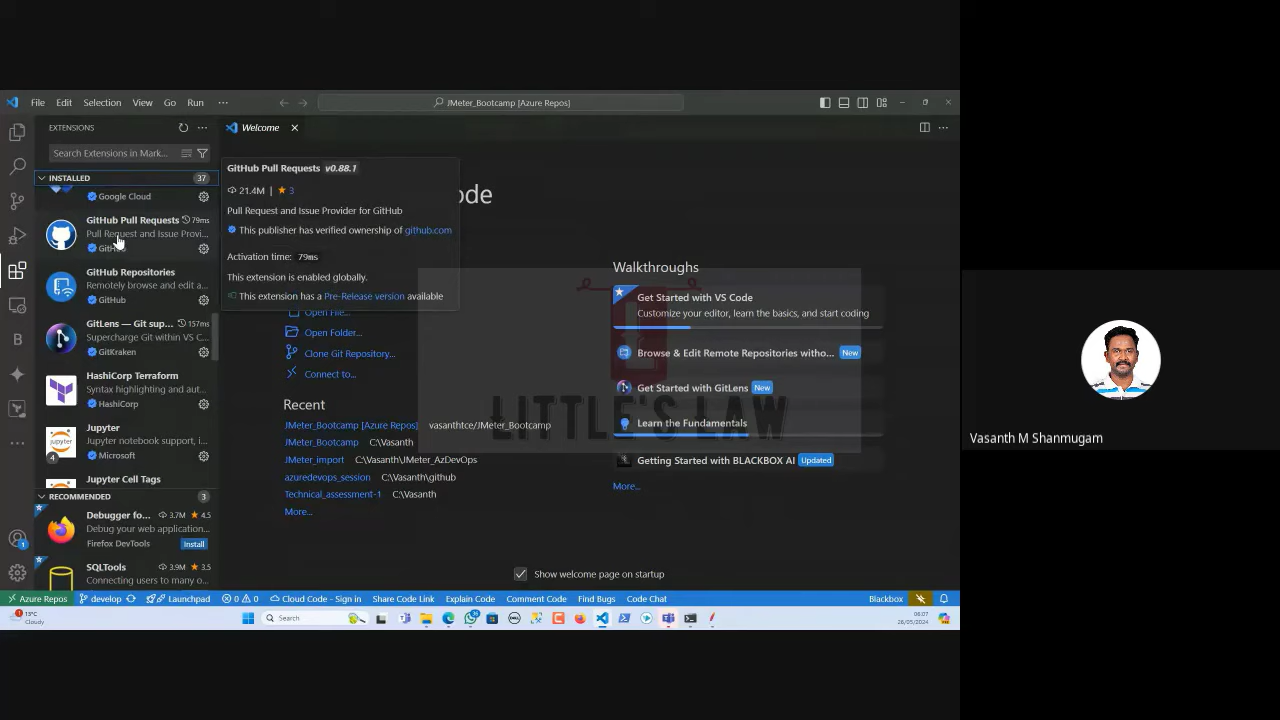 File Edit Selection View Go Run ···
JMeter_Bootcamp [Azure Repos]
EXTENSIONS
Welcome
Search Extensions in Mark...
INSTALLED 37
Google Cloud
GitHub Pull Requests 79ms
Pull Request and Issue Provi...
GitHub Repositories
Remotely browse and edit a...
GitHub
GitLens — Git sup... 157ms
Supercharge Git within VS C...
GitKraken
HashiCorp Terraform
Syntax highlighting and aut...
HashiCorp
Jupyter
Jupyter notebook support, i...
Microsoft
4
Jupyter Cell Tags
RECOMMENDED 3
Debugger fo... 3.7M 4.5
Debug your web application...
Firefox DevTools Install
SQLTools 3.9M 3.5
Connecting users to many o...
GitHub Pull Requests v0.88.1
21.4M | 3
Pull Request and Issue Provider for GitHub
This publisher has verified ownership of github.com
Activation time: 79ms
This extension is enabled globally.
This extension has a Pre-Release version available
ode
Open File...
Open Folder...
Clone Git Repository...
Connect to...
Recent
JMeter_Bootcamp [Azure Repos] vasanthtce/JMeter_Bootcamp
JMeter_Bootcamp C:\Vasanth
JMeter_import C:\Vasanth\JMeter_AzDevOps
azuredevops_session C:\Vasanth\github
Technical_assessment-1 C:\Vasanth
More...
Walkthroughs
Get Started with VS Code
Customize your editor, learn the basics, and start coding
Browse & Edit Remote Repositories witho... New
Get Started with GitLens New
Learn the Fundamentals
Getting Started with BLACKBOX AI Updated
More...
LITTLE'S LAW
Show welcome page on startup
Azure Repos develop Launchpad 0 0 Cloud Code - Sign in Share Code Link Explain Code Comment Code Find Bugs Code Chat Blackbox
13°C
Cloudy
Search
06:07
26/05/2024
Vasanth M Shanmugam